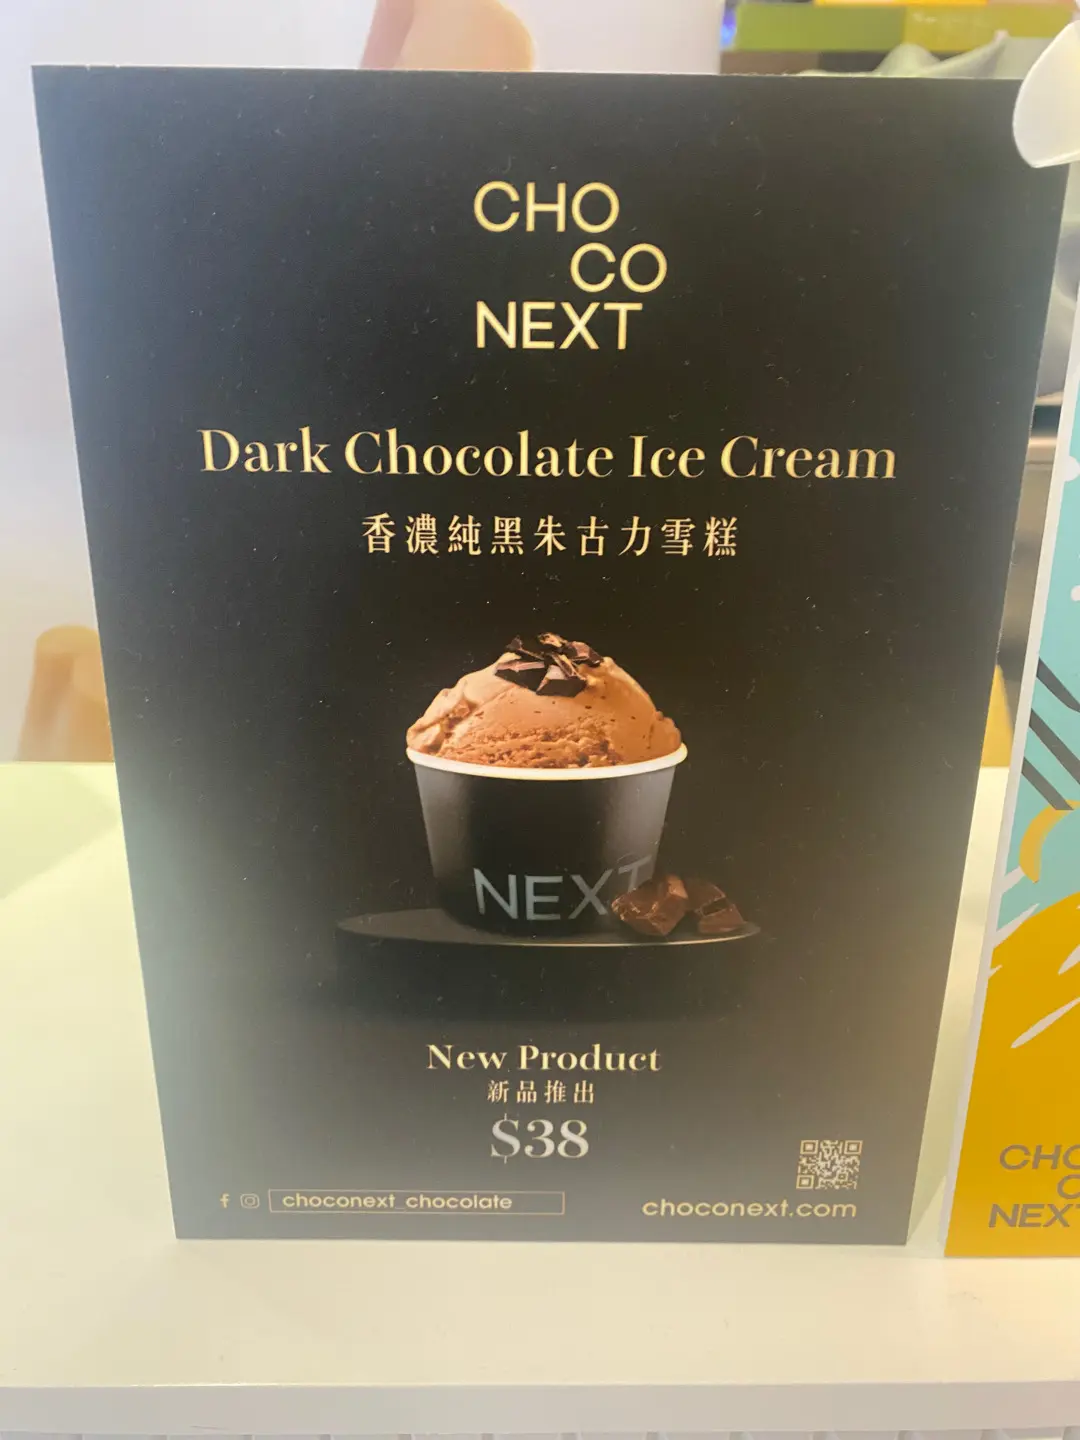 CHO
CO
NEXT
Dark Chocolate Ice Cream
香濃純黑朱古力雪糕
NEXT
New Product
新品推出
$38
choconext_chocolate
choconext.com
CHO
C
NEXT